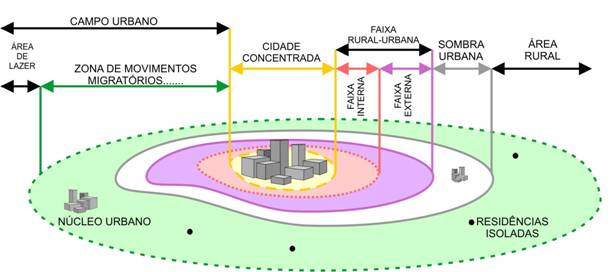 CAMPO URBANO
ÁREA
DE
LAZER
ZONA DE MOVIMENTOS
MIGRATÓRIOS.......
CIDADE
CONCENTRADA
FAIXA
RURAL-URBANA
FAIXA
INTERNA
FAIXA
EXTERNA
SOMBRA
URBANA
ÁREA
RURAL
NÚCLEO URBANO
RESIDÊNCIAS
ISOLADAS